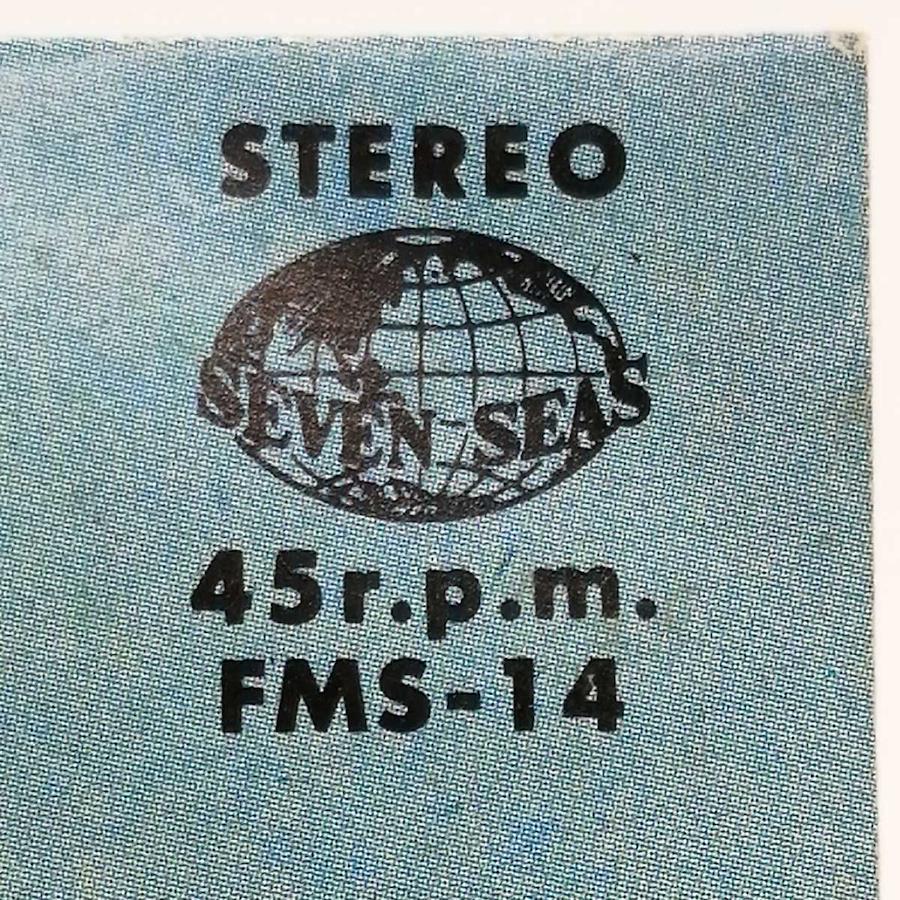 STEREO
SEVEN SEAS
45r.p.m.
FMS-14